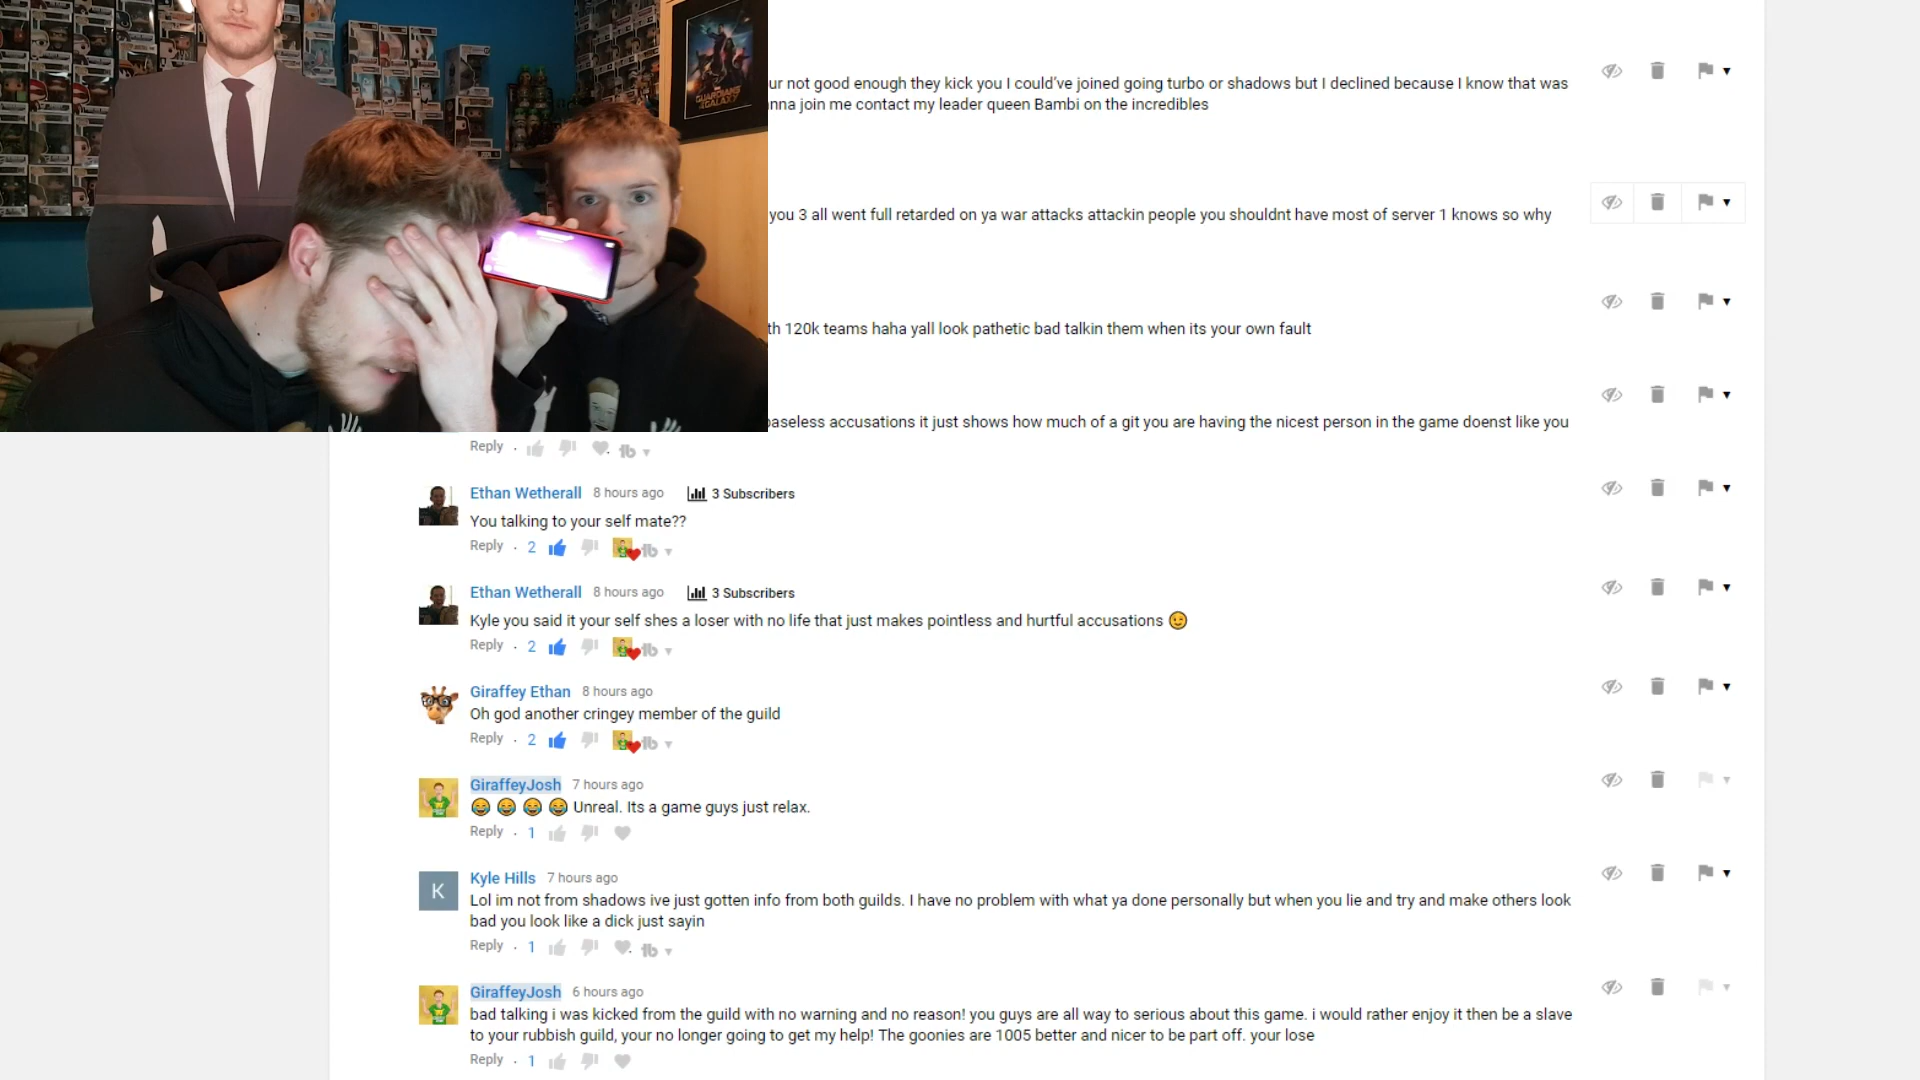 GUARDIANS
GALAXY
ur not good enough they kick you I could've joined going turbo or shadows but I declined because I know that was
nna join me contact my leader queen Bambi on the incredibles
you 3 all went full retarded on ya war attacks attackin people you shouldnt have most of server 1 knows so why
th 120k teams haha yall look pathetic bad talkin them when its your own fault
baseless accusations it just shows how much of a git you are having the nicest person in the game doenst like you
Reply
Ethan Wetherall 8 hours ago 3 Subscribers
You talking to your self mate??
Reply · 2
Ethan Wetherall 8 hours ago 3 Subscribers
Kyle you said it your self shes a loser with no life that just makes pointless and hurtful accusations 😉
Reply · 2
Giraffey Ethan 8 hours ago
Oh god another cringey member of the guild
Reply · 2
GiraffeyJosh 7 hours ago
😂 😂 😂 😂 Unreal. Its a game guys just relax.
Reply · 1
K
Kyle Hills 7 hours ago
Lol im not from shadows ive just gotten info from both guilds. I have no problem with what ya done personally but when you lie and try and make others look
bad you look like a dick just sayin
Reply · 1
GiraffeyJosh 6 hours ago
bad talking i was kicked from the guild with no warning and no reason! you guys are all way to serious about this game. i would rather enjoy it then be a slave
to your rubbish guild, your no longer going to get my help! The goonies are 1005 better and nicer to be part off. your lose
Reply · 1